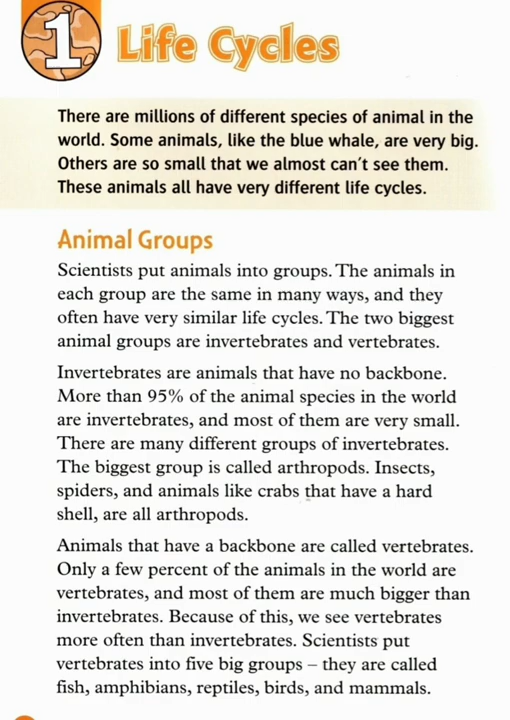 1 Life Cycles
There are millions of different species of animal in the
world. Some animals, like the blue whale, are very big.
Others are so small that we almost can't see them.
These animals all have very different life cycles.
Animal Groups
Scientists put animals into groups. The animals in
each group are the same in many ways, and they
often have very similar life cycles. The two biggest
animal groups are invertebrates and vertebrates.
Invertebrates are animals that have no backbone.
More than 95% of the animal species in the world
are invertebrates, and most of them are very small.
There are many different groups of invertebrates.
The biggest group is called arthropods. Insects,
spiders, and animals like crabs that have a hard
shell, are all arthropods.
Animals that have a backbone are called vertebrates.
Only a few percent of the animals in the world are
vertebrates, and most of them are much bigger than
invertebrates. Because of this, we see vertebrates
more often than invertebrates. Scientists put
vertebrates into five big groups – they are called
fish, amphibians, reptiles, birds, and mammals.